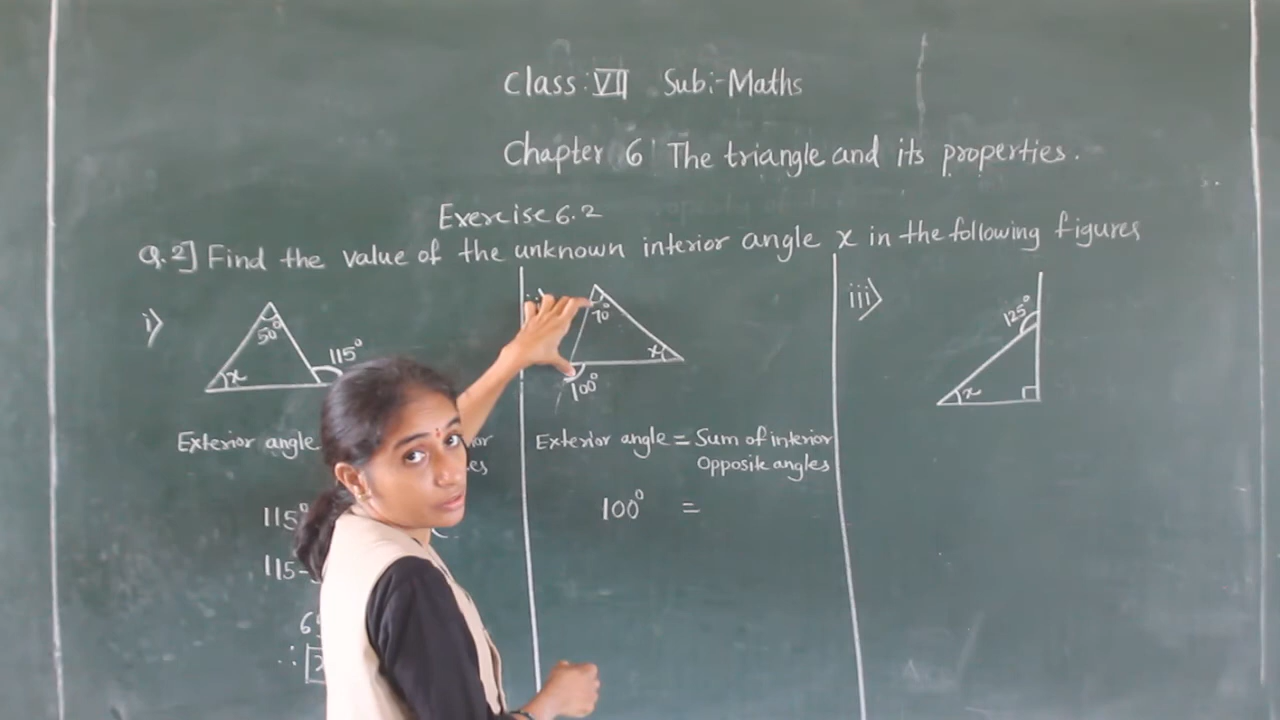 Class : VII Sub:- Maths
Chapter 6 The triangle and its properties.
Exercise 6.2
Q.2] Find the value of the unknown interior angle x in the following figures
i)
50°
x
115°
70°
x
100°
iii)
125°
x
Exterior angle
Exterior angle = Sum of interior
Opposite angles
115°
115-
100° =